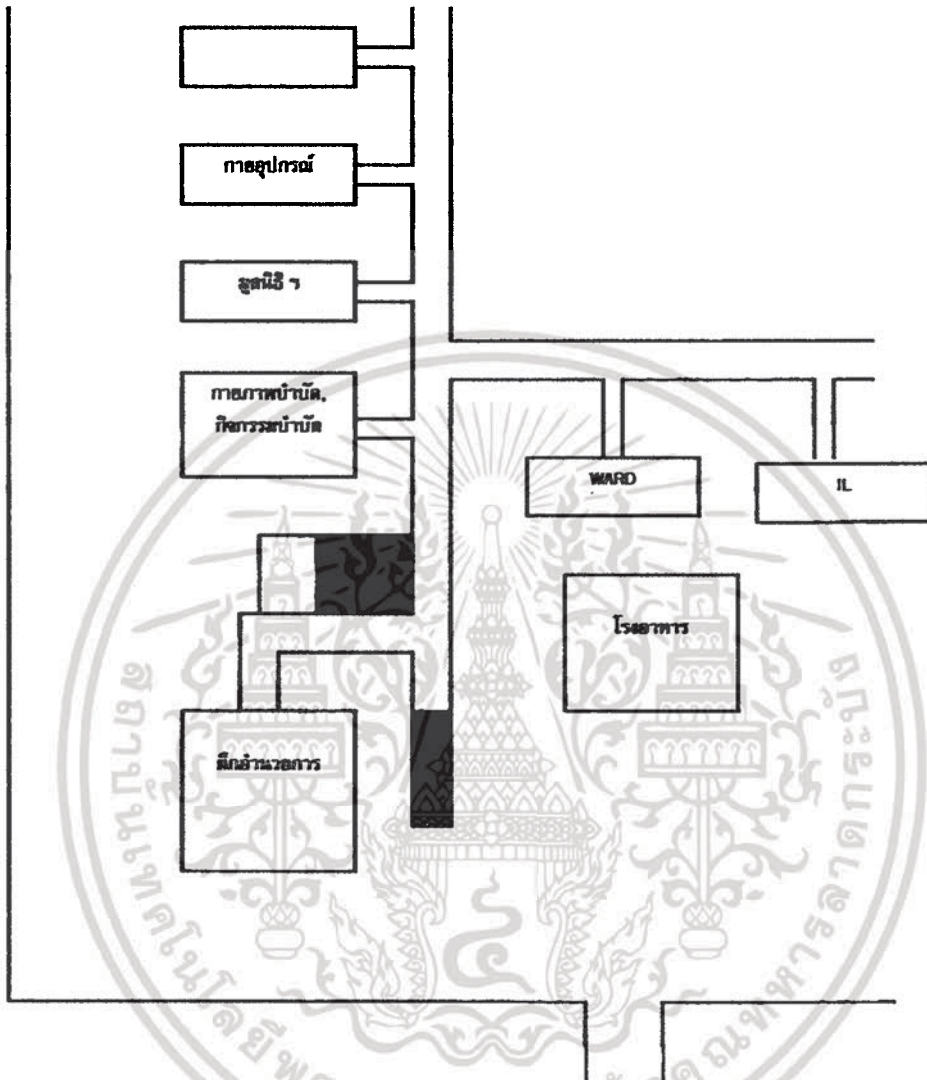 กายอุปกรณ์
มูลนิธิ ฯ
กายภาพบำบัด,
กิจกรรมบำบัด
WARD
IL
โรงอาหาร
ตึกอำนวยการ